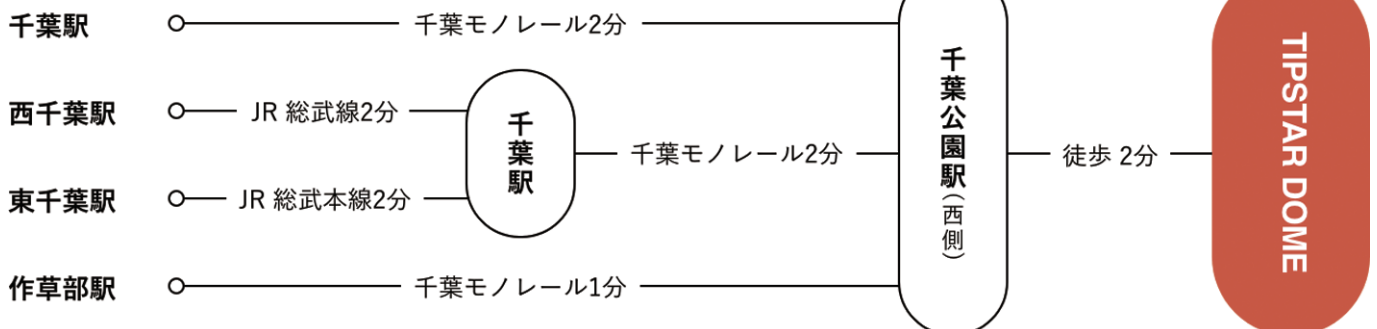 千葉駅
千葉モノレール2分
西千葉駅
JR 総武線2分
東千葉駅
JR 総武本線2分
千葉駅
千葉モノレール2分
作草部駅
千葉モノレール1分
千葉公園駅(西側)
徒歩 2分
TIPSTAR DOME